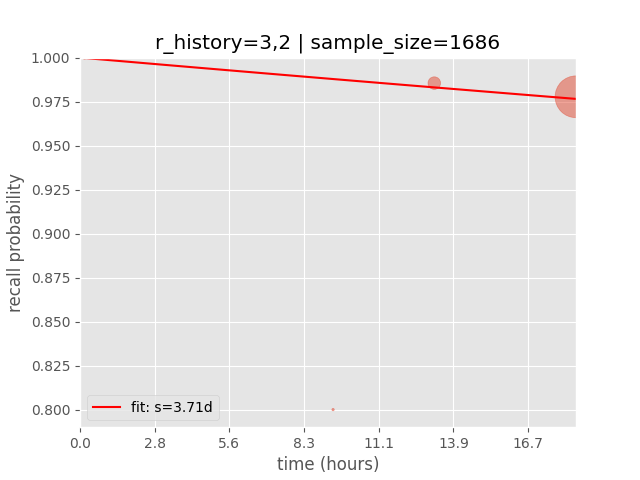 r_history=3,2 | sample_size=1686
1.000
0.975
0.950
0.925
0.900
0.875
0.850
0.825
0.800
recall probability
fit: s=3.71d
0.0 2.8 5.6 8.3 11.1 13.9 16.7
time (hours)